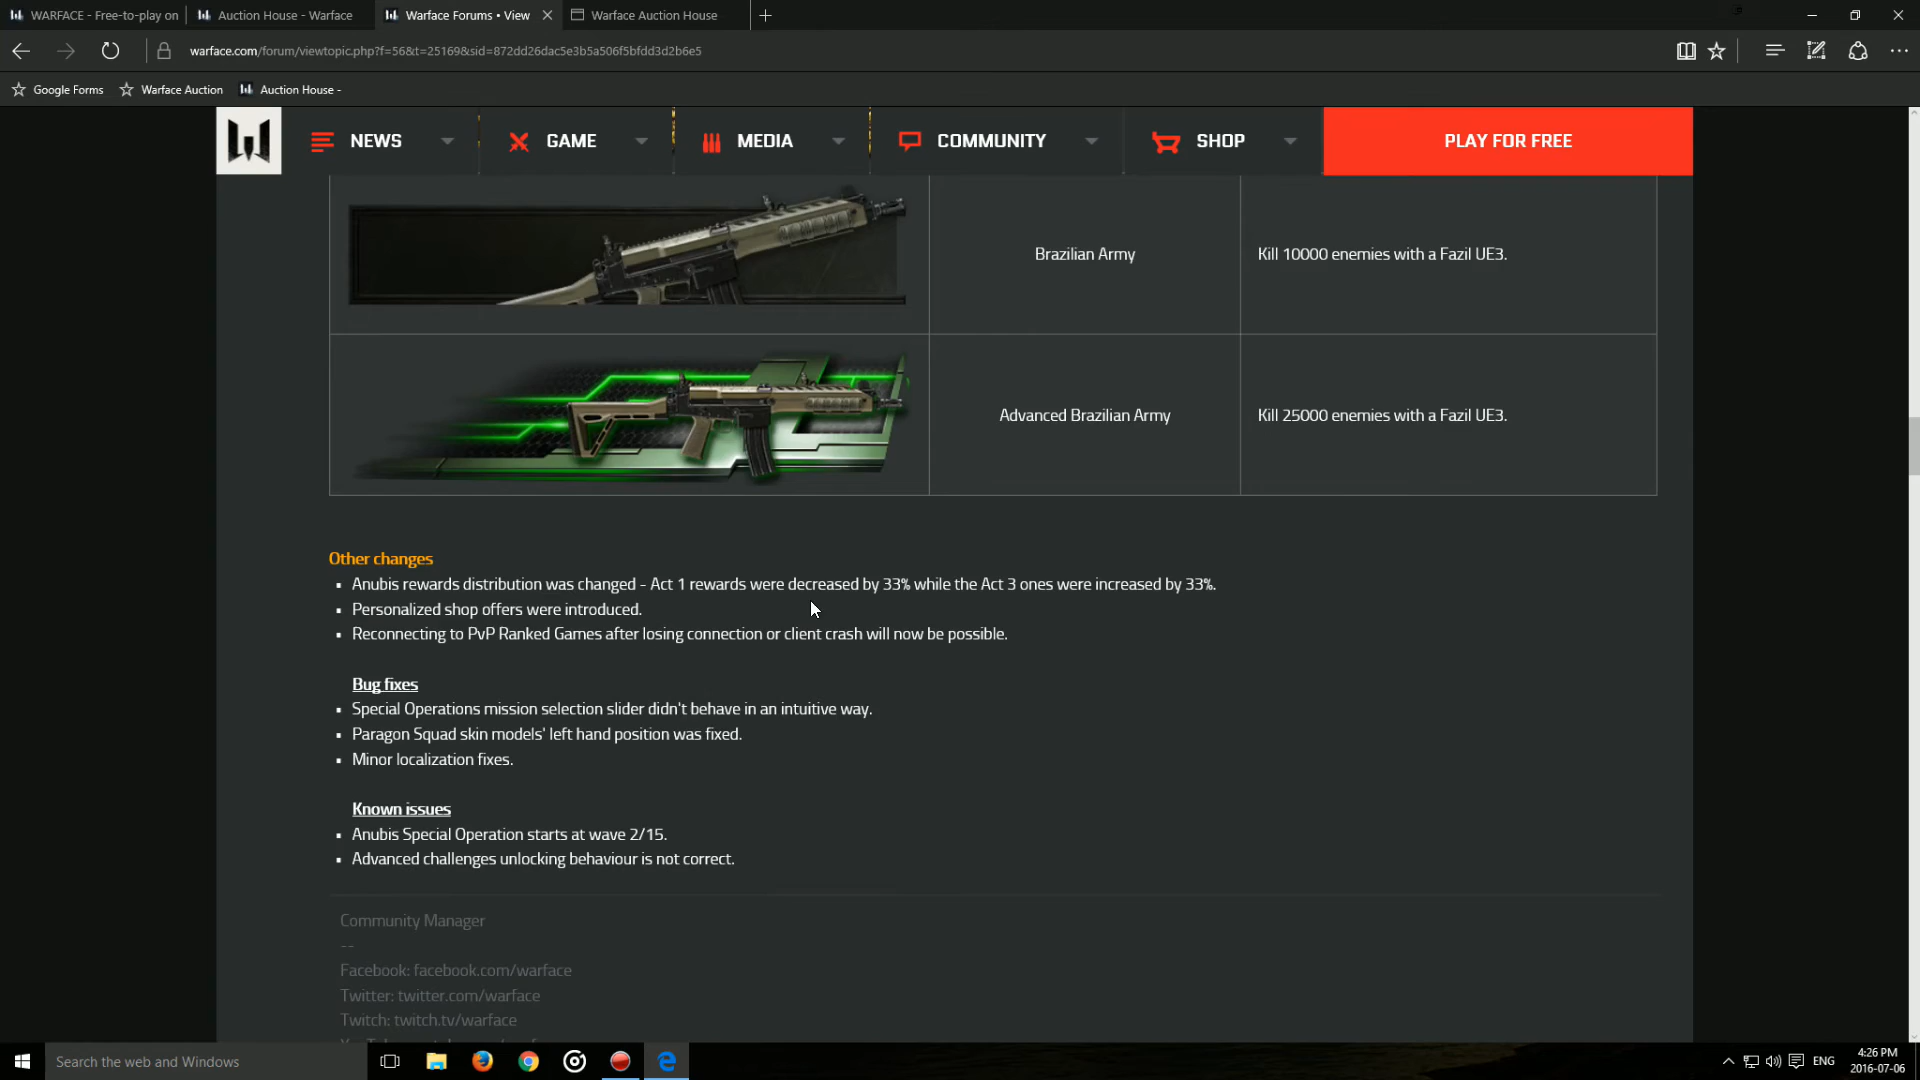 WARFACE - Free-to-play on
Auction House - Warface
Warface Forums • View
Warface Auction House
warface.com/forum/viewtopic.php?f=56&t=25169&sid=872dd26dac5e3b5a506f5bfdd3d2b6e5
Google Forms
Warface Auction
Auction House -
NEWS
GAME
MEDIA
COMMUNITY
SHOP
PLAY FOR FREE
Brazilian Army
Kill 10000 enemies with a Fazil UE3.
Advanced Brazilian Army
Kill 25000 enemies with a Fazil UE3.
Other changes
Anubis rewards distribution was changed - Act 1 rewards were decreased by 33% while the Act 3 ones were increased by 33%.
Personalized shop offers were introduced.
Reconnecting to PvP Ranked Games after losing connection or client crash will now be possible.
Bug fixes
Special Operations mission selection slider didn't behave in an intuitive way.
Paragon Squad skin models' left hand position was fixed.
Minor localization fixes.
Known issues
Anubis Special Operation starts at wave 2/15.
Advanced challenges unlocking behaviour is not correct.
Community Manager
--
Facebook: facebook.com/warface
Twitter: twitter.com/warface
Twitch: twitch.tv/warface
Search the web and Windows
ENG
4:26 PM
2016-07-06